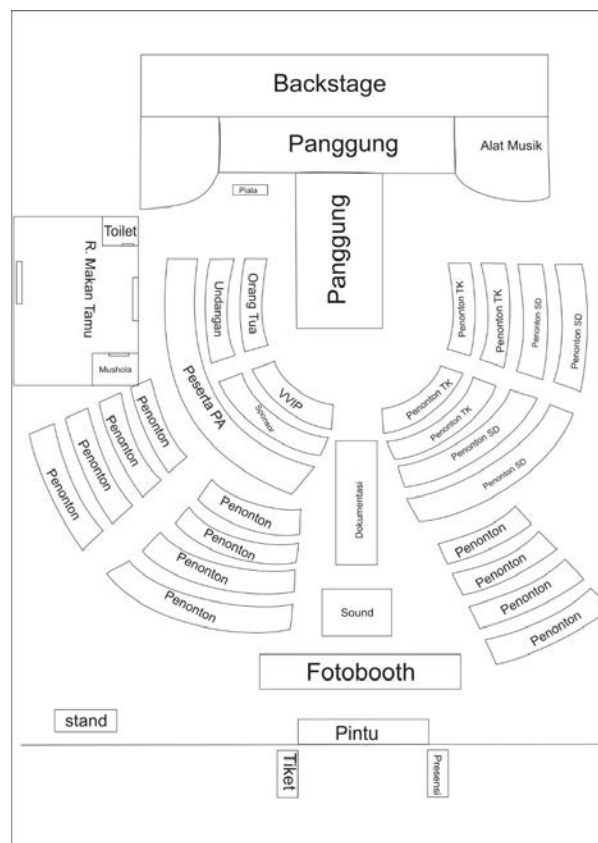 Backstage
Panggung
Alat Musik
Piala
Panggung
Toilet
R. Makan Tamu
Mushola
Orang Tua
Undangan
Peserta PA
VVIP
Sponsor
Penonton TK
Penonton TK
Penonton SD
Penonton SD
Penonton TK
Penonton TK
Penonton SD
Penonton SD
Penonton
Penonton
Penonton
Penonton
Dokumentasi
Penonton
Penonton
Penonton
Penonton
Penonton
Penonton
Penonton
Penonton
Sound
Fotobooth
stand
Pintu
Tiket
Presensi